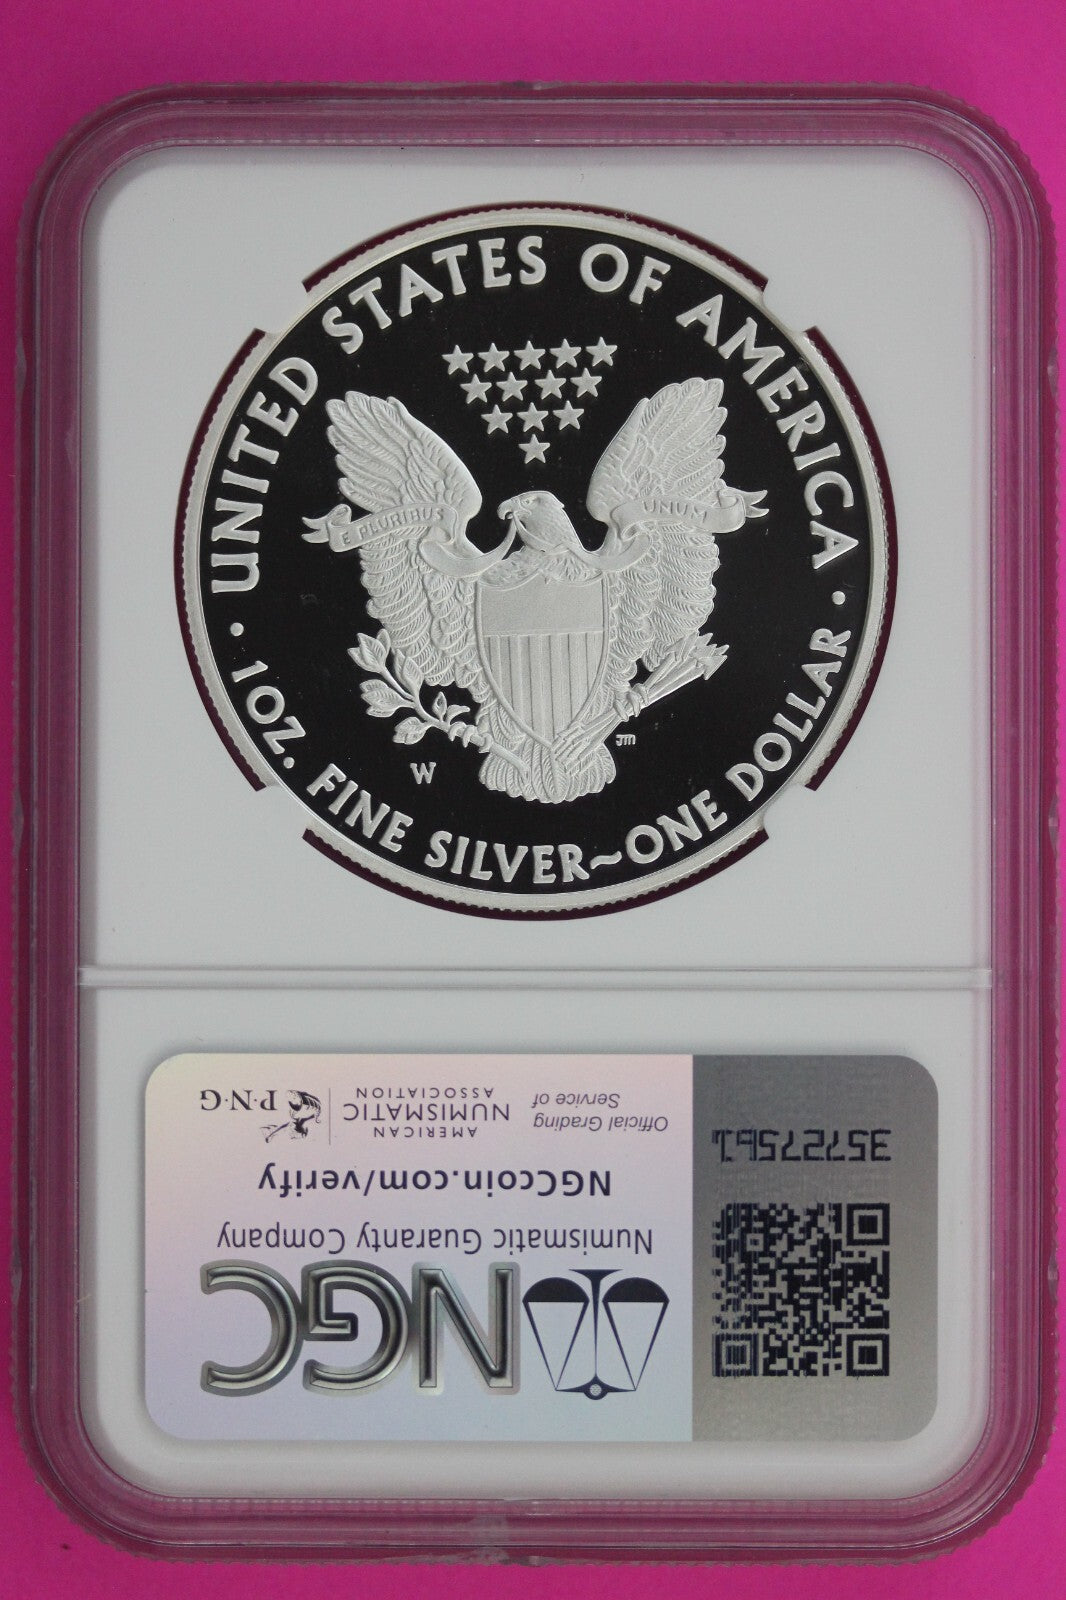 UNITED STATES OF AMERICA
E PLURIBUS
UNUM
JM
W
· 1 OZ. FINE SILVER~ONE DOLLAR ·
NGC
Numismatic Guaranty Company
NGCcoin.com/verify
Official Grading
Service of
AMERICAN
NUMISMATIC
ASSOCIATION
P·N·G
35727561